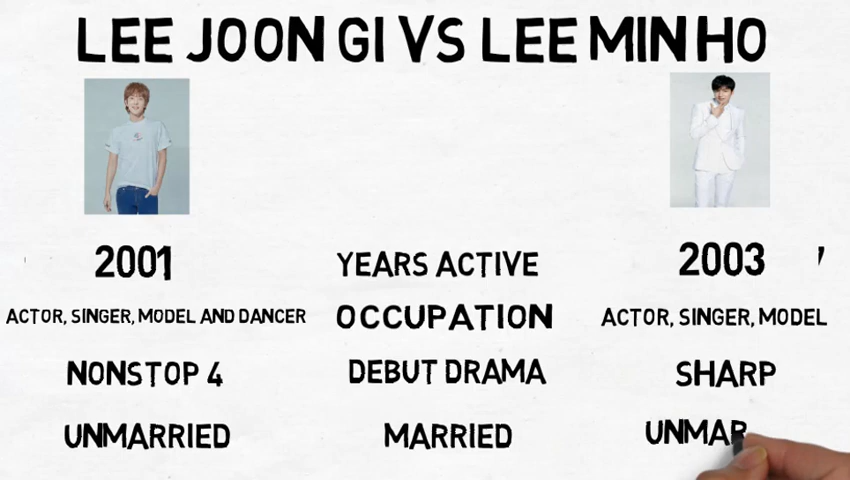 LEE JOON GI VS LEE MIN HO
2001 YEARS ACTIVE 2003
ACTOR, SINGER, MODEL AND DANCER OCCUPATION ACTOR, SINGER, MODEL
NONSTOP 4 DEBUT DRAMA SHARP
UNMARRIED MARRIED UNMAR